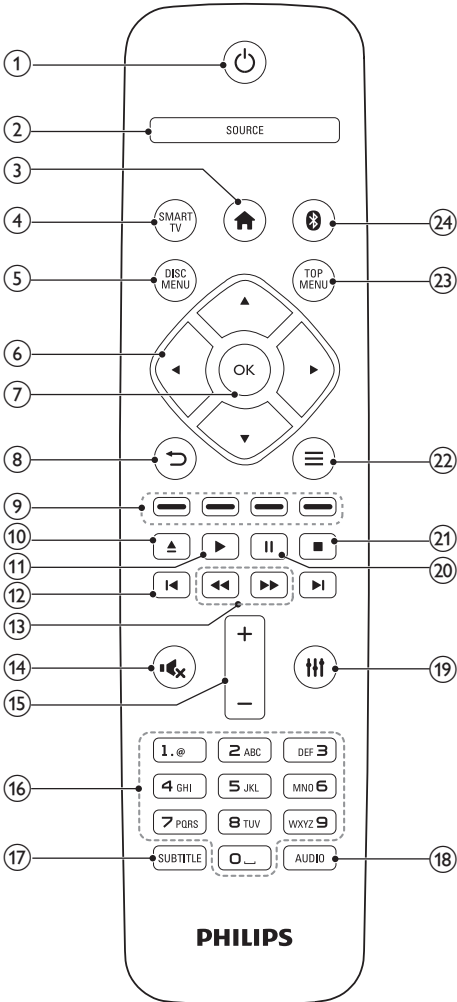 1
2 SOURCE
3
4 SMART TV 24
5 DISC MENU TOP MENU 23
6
7 OK
8 22
9
10 21
11 20
12
13
14 + 19
15 −
16 1.@ 2 ABC DEF 3
4 GHI 5 JKL MNO 6
7 PQRS 8 TUV WXYZ 9
17 SUBTITLE 0 AUDIO 18
PHILIPS